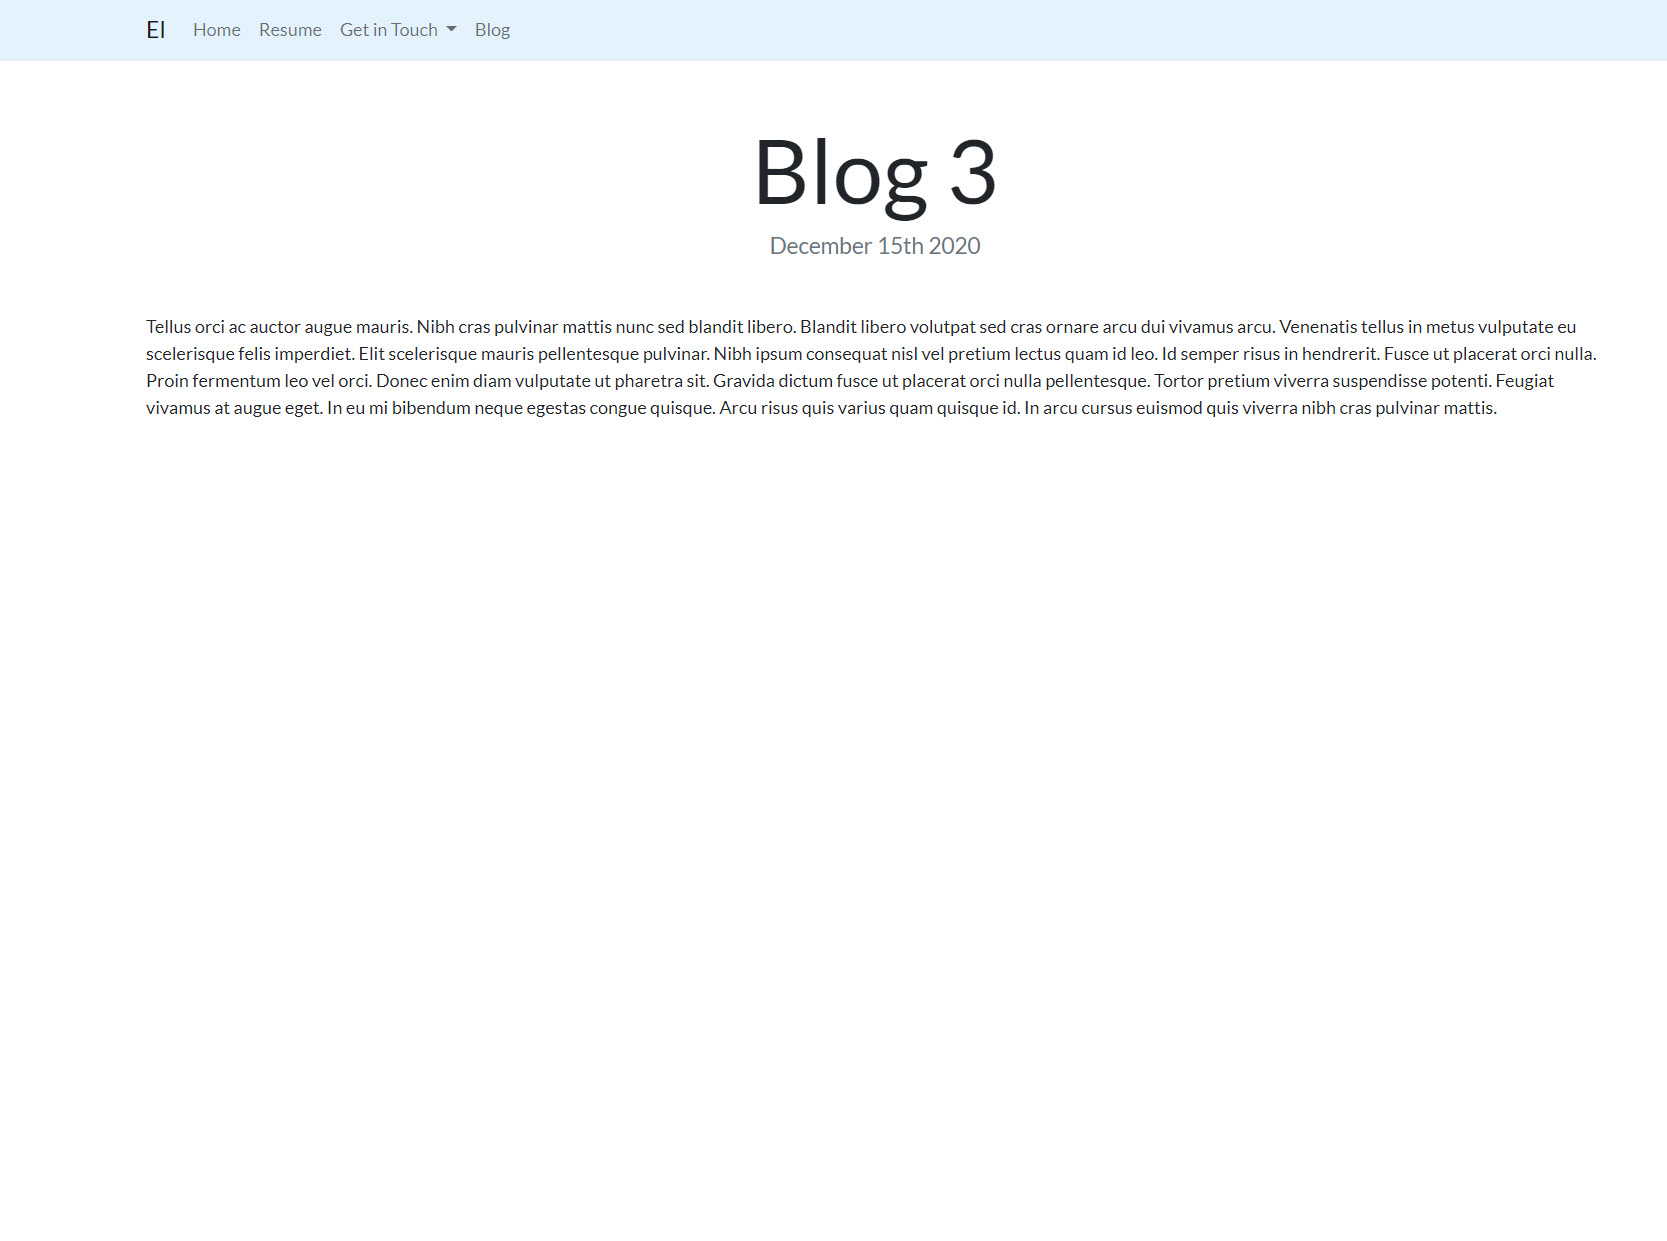 EI Home Resume Get in Touch Blog
Blog 3
December 15th 2020
Tellus orci ac auctor augue mauris. Nibh cras pulvinar mattis nunc sed blandit libero. Blandit libero volutpat sed cras ornare arcu dui vivamus arcu. Venenatis tellus in metus vulputate eu
scelerisque felis imperdiet. Elit scelerisque mauris pellentesque pulvinar. Nibh ipsum consequat nisl vel pretium lectus quam id leo. Id semper risus in hendrerit. Fusce ut placerat orci nulla.
Proin fermentum leo vel orci. Donec enim diam vulputate ut pharetra sit. Gravida dictum fusce ut placerat orci nulla pellentesque. Tortor pretium viverra suspendisse potenti. Feugiat
vivamus at augue eget. In eu mi bibendum neque egestas congue quisque. Arcu risus quis varius quam quisque id. In arcu cursus euismod quis viverra nibh cras pulvinar mattis.